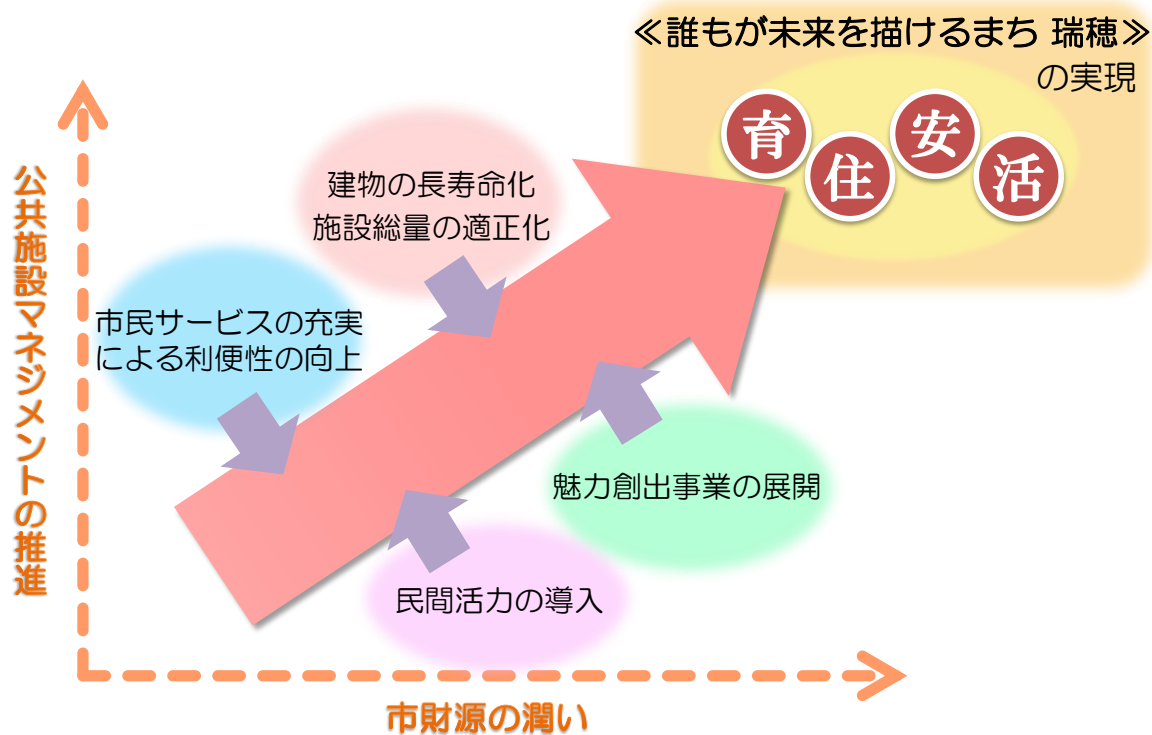 ≪誰もが未来を描けるまち 瑞穂≫
の実現
育
住
安
活
建物の長寿命化
施設総量の適正化
市民サービスの充実
による利便性の向上
魅力創出事業の展開
民間活力の導入
公共施設マネジメントの推進
市財源の潤い